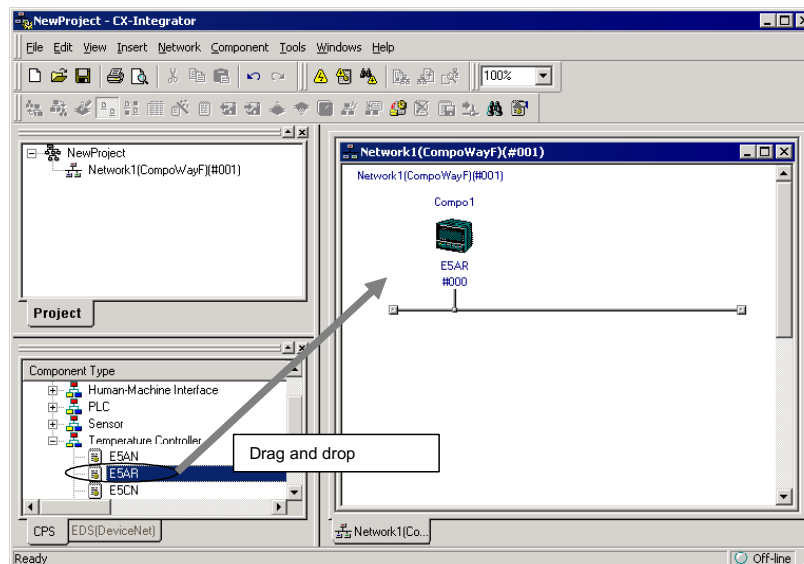 NewProject - CX-Integrator
File Edit View Insert Network Component Tools Windows Help
100%
NewProject
Network1(CompoWayF)(#001)
Project
Component Type
Human-Machine Interface
PLC
Sensor
Temperature Controller
E5AN
E5AR
E5CN
CPS EDS(DeviceNet)
Network1(CompoWayF)(#001)
Network1(CompoWayF)(#001)
Compo1
E5AR
#000
Drag and drop
Network1(Co...
Ready
Off-line